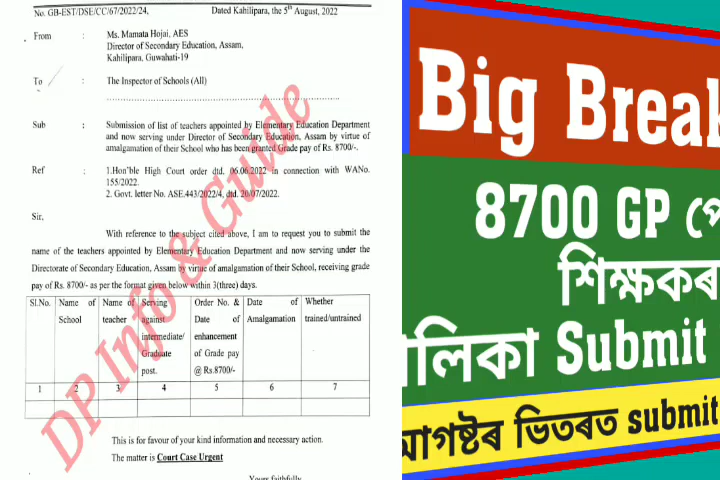 No. GB-EST/DSE/CC/67/2022/24, Dated Kahilipara, the 5th August, 2022
From : Ms. Mamata Hojai, AES
Director of Secondary Education, Assam,
Kahilipara, Guwahati-19
To : The Inspector of Schools (All)
Sub : Submission of list of teachers appointed by Elementary Education Department
and now serving under Director of Secondary Education, Assam by virtue of
amalgamation of their School who has been granted Grade pay of Rs. 8700/-.
Ref : 1.Hon'ble High Court order dtd. 06.06.2022 in connection with WANo.
155/2022.
2. Govt. letter No. ASE.443/2022/4, dtd. 20/07/2022.
Sir,
With reference to the subject cited above, I am to request you to submit the
name of the teachers appointed by Elementary Education Department and now serving under the
Directorate of Secondary Education, Assam by virtue of amalgamation of their School, receiving grade
pay of Rs. 8700/- as per the format given below within 3(three) days.
Sl.No. Name of School Name of teacher Serving against intermediate/ Graduate post. Order No. & Date of enhancement of Grade pay @ Rs.8700/- Date of Amalgamation Whether trained/untrained
1 2 3 4 5 6 7
This is for favour of your kind information and necessary action.
The matter is Court Case Urgent
Yours faithfully
DP Info & Guide
Big Break
8700 GP পে
শিক্ষকৰ
ালিকা Submit
আগষ্টৰ ভিতৰত submit